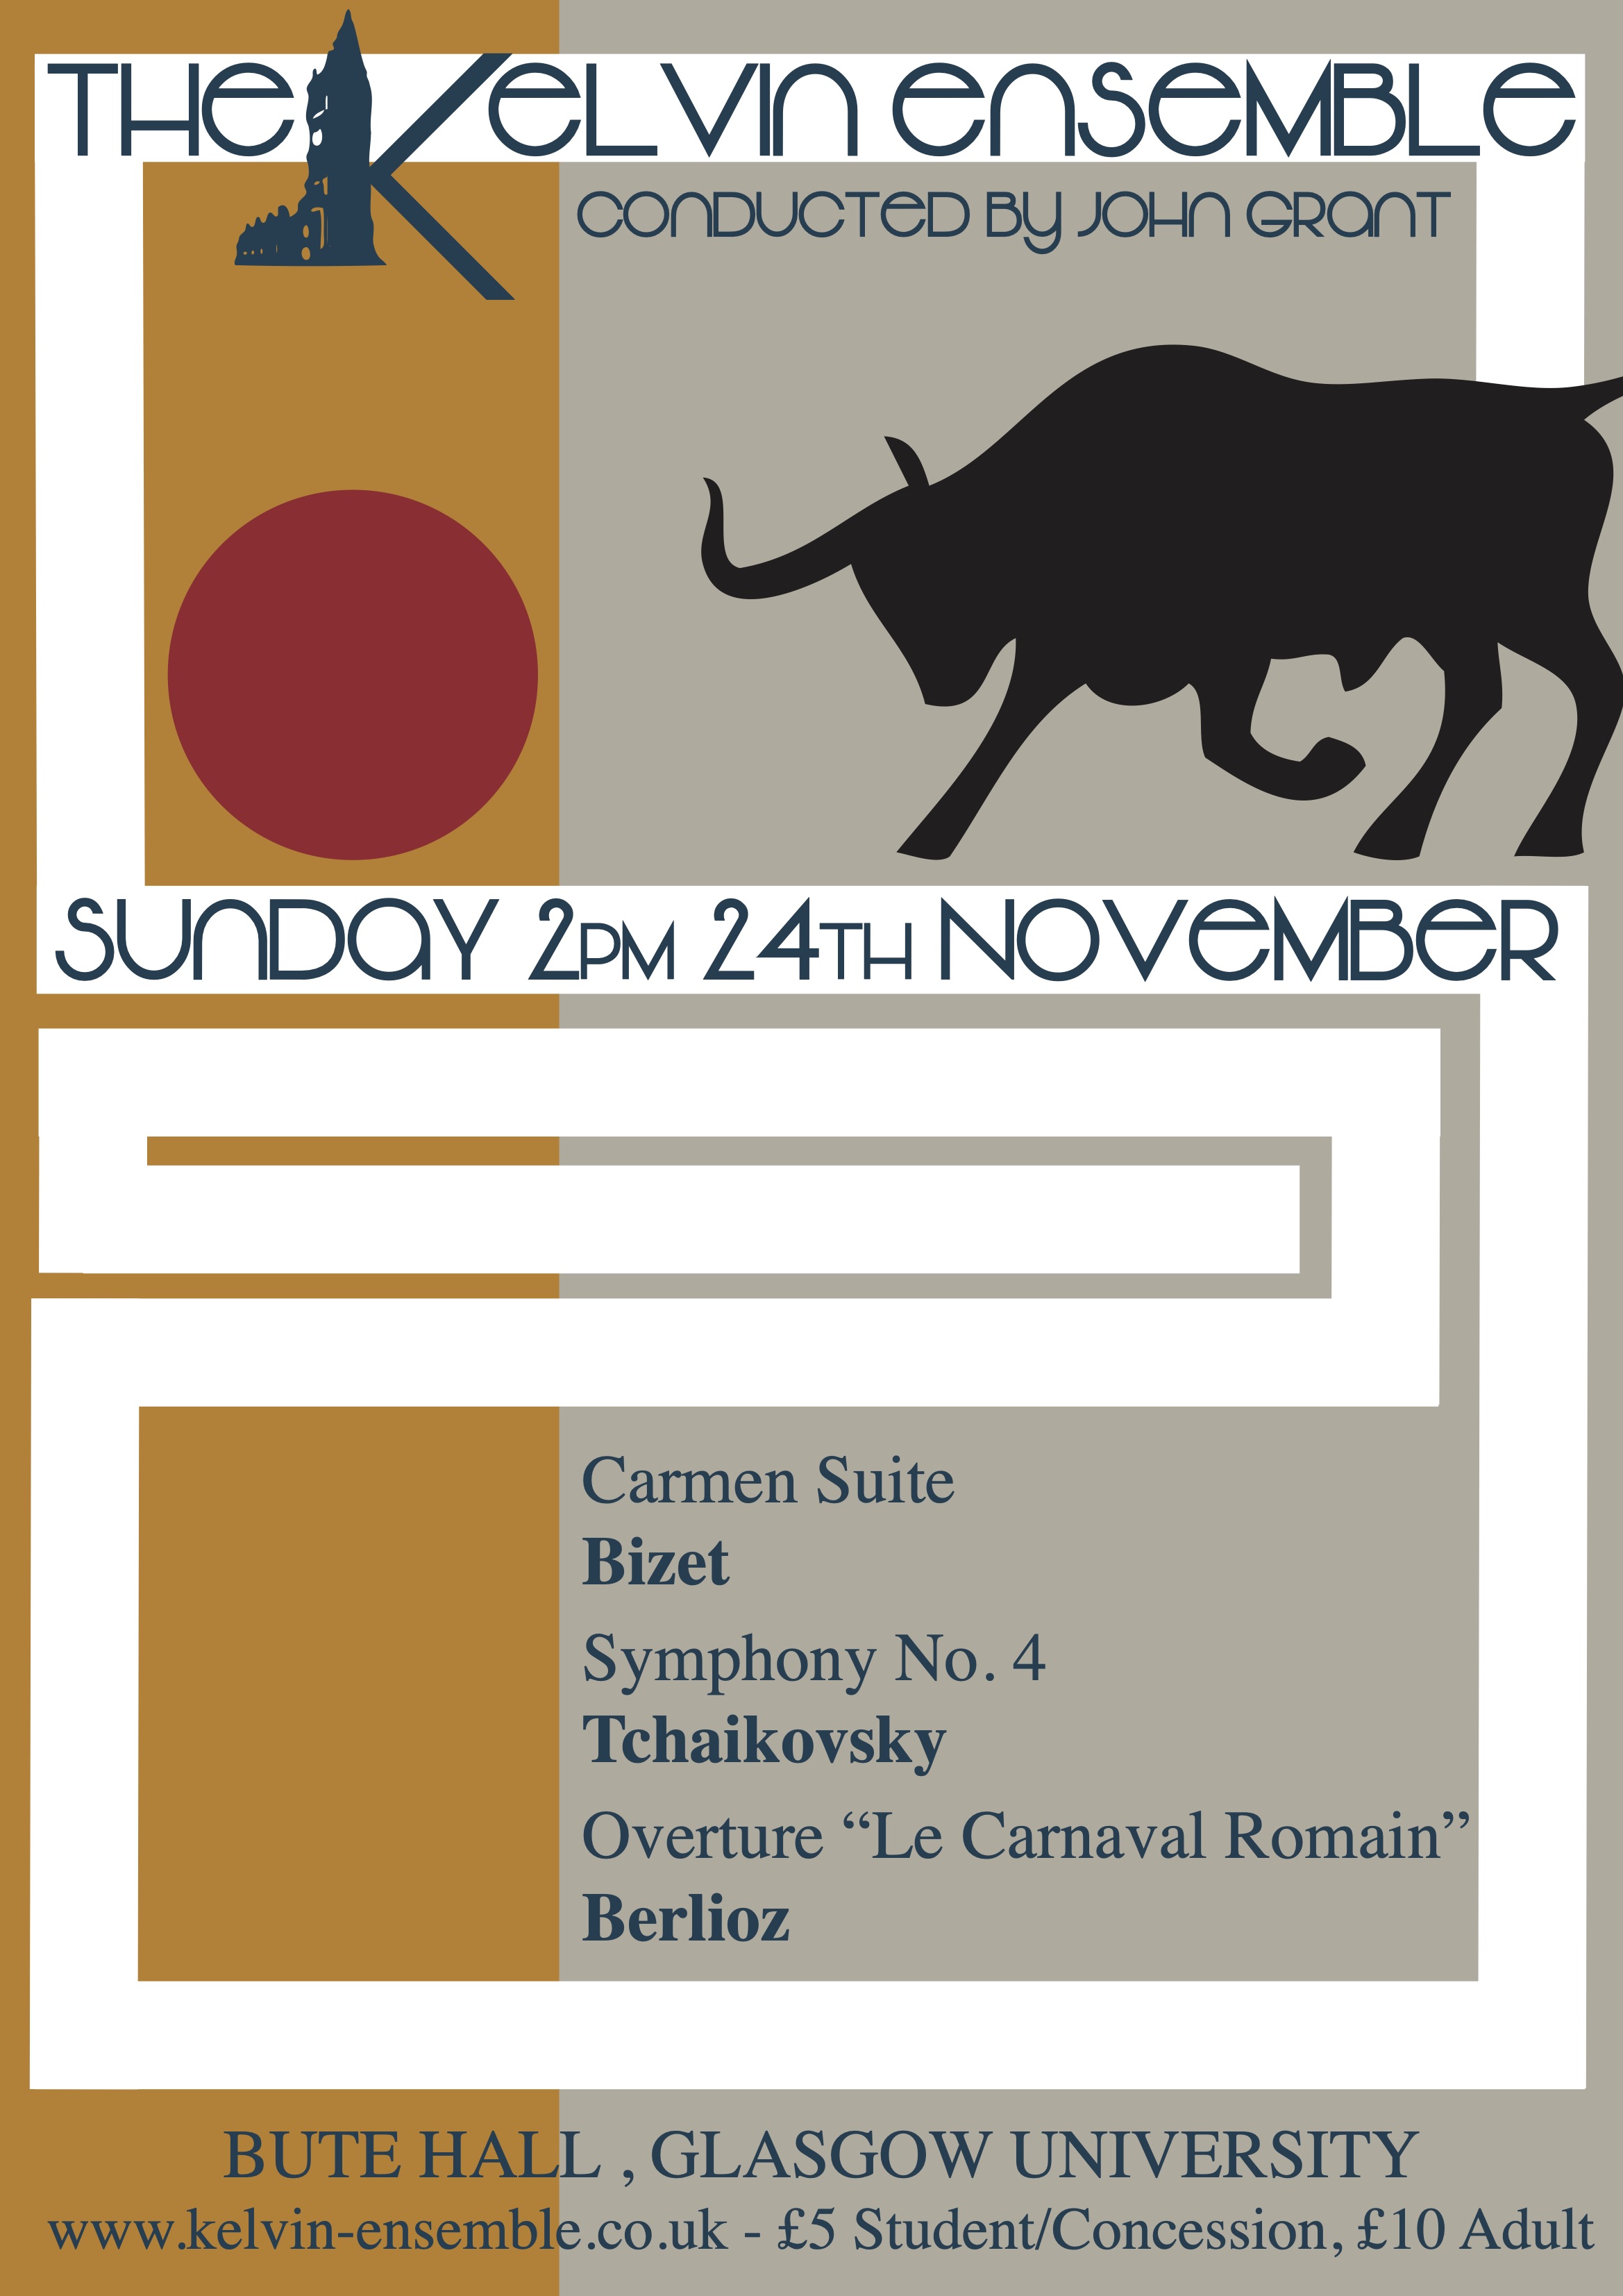 THE KELVIN ENSEMBLE
CONDUCTED BY JOHN GRANT
SUNDAY 2PM 24TH NOVEMBER
Carmen Suite
Bizet
Symphony No. 4
Tchaikovsky
Overture “Le Carnaval Romain”
Berlioz
BUTE HALL , GLASGOW UNIVERSITY
www.kelvin-ensemble.co.uk - £5 Student/Concession, £10 Adult